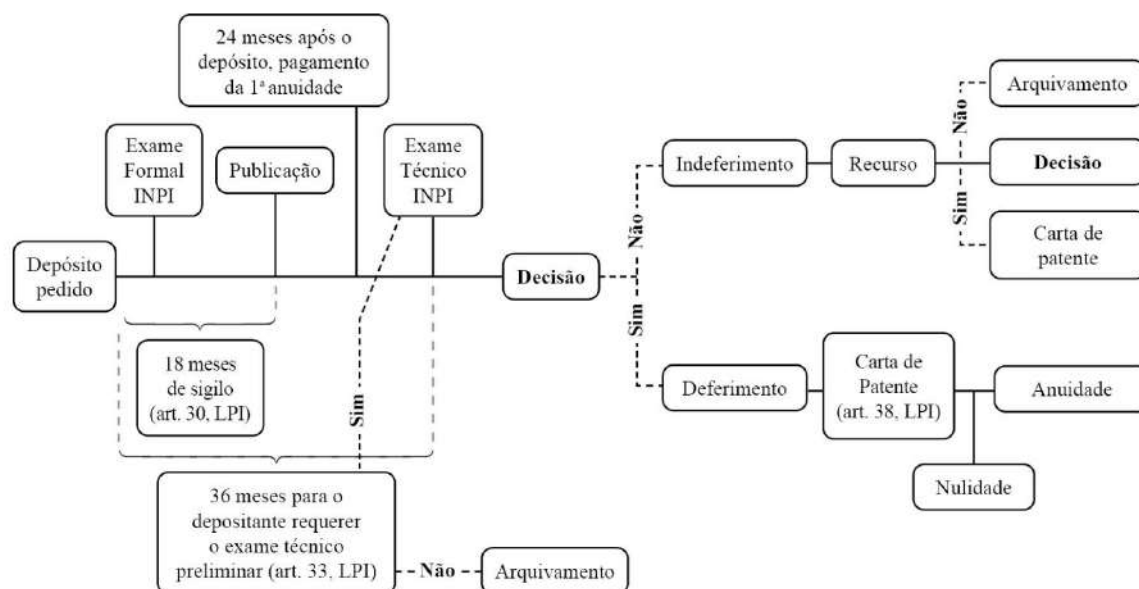 24 meses após o
depósito, pagamento
da 1ª anuidade
Exame
Formal
INPI
Publicação
Exame
Técnico
INPI
Depósito
pedido
18 meses
de sigilo
(art. 30, LPI)
36 meses para o
depositante requerer
o exame técnico
preliminar (art. 33, LPI)
Sim
Não
Arquivamento
Decisão
Não
Sim
Indeferimento
Recurso
Não
Sim
Arquivamento
Decisão
Carta de
patente
Deferimento
Carta de
Patente
(art. 38, LPI)
Anuidade
Nulidade